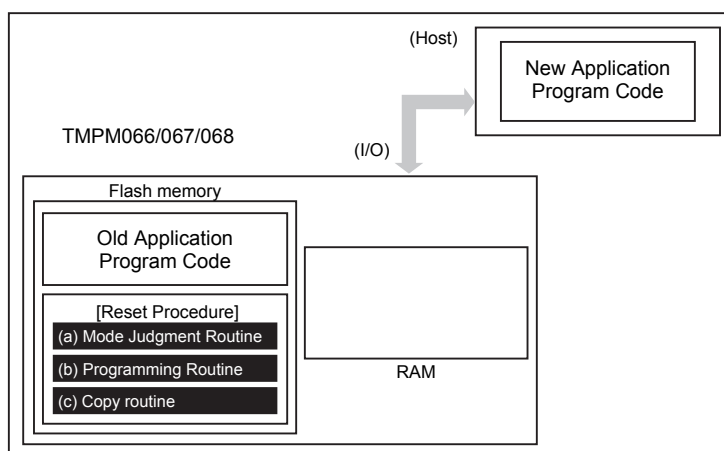 (Host)
New Application
Program Code
TMPM066/067/068
(I/O)
Flash memory
Old Application
Program Code
[Reset Procedure]
(a) Mode Judgment Routine
(b) Programming Routine
(c) Copy routine
RAM